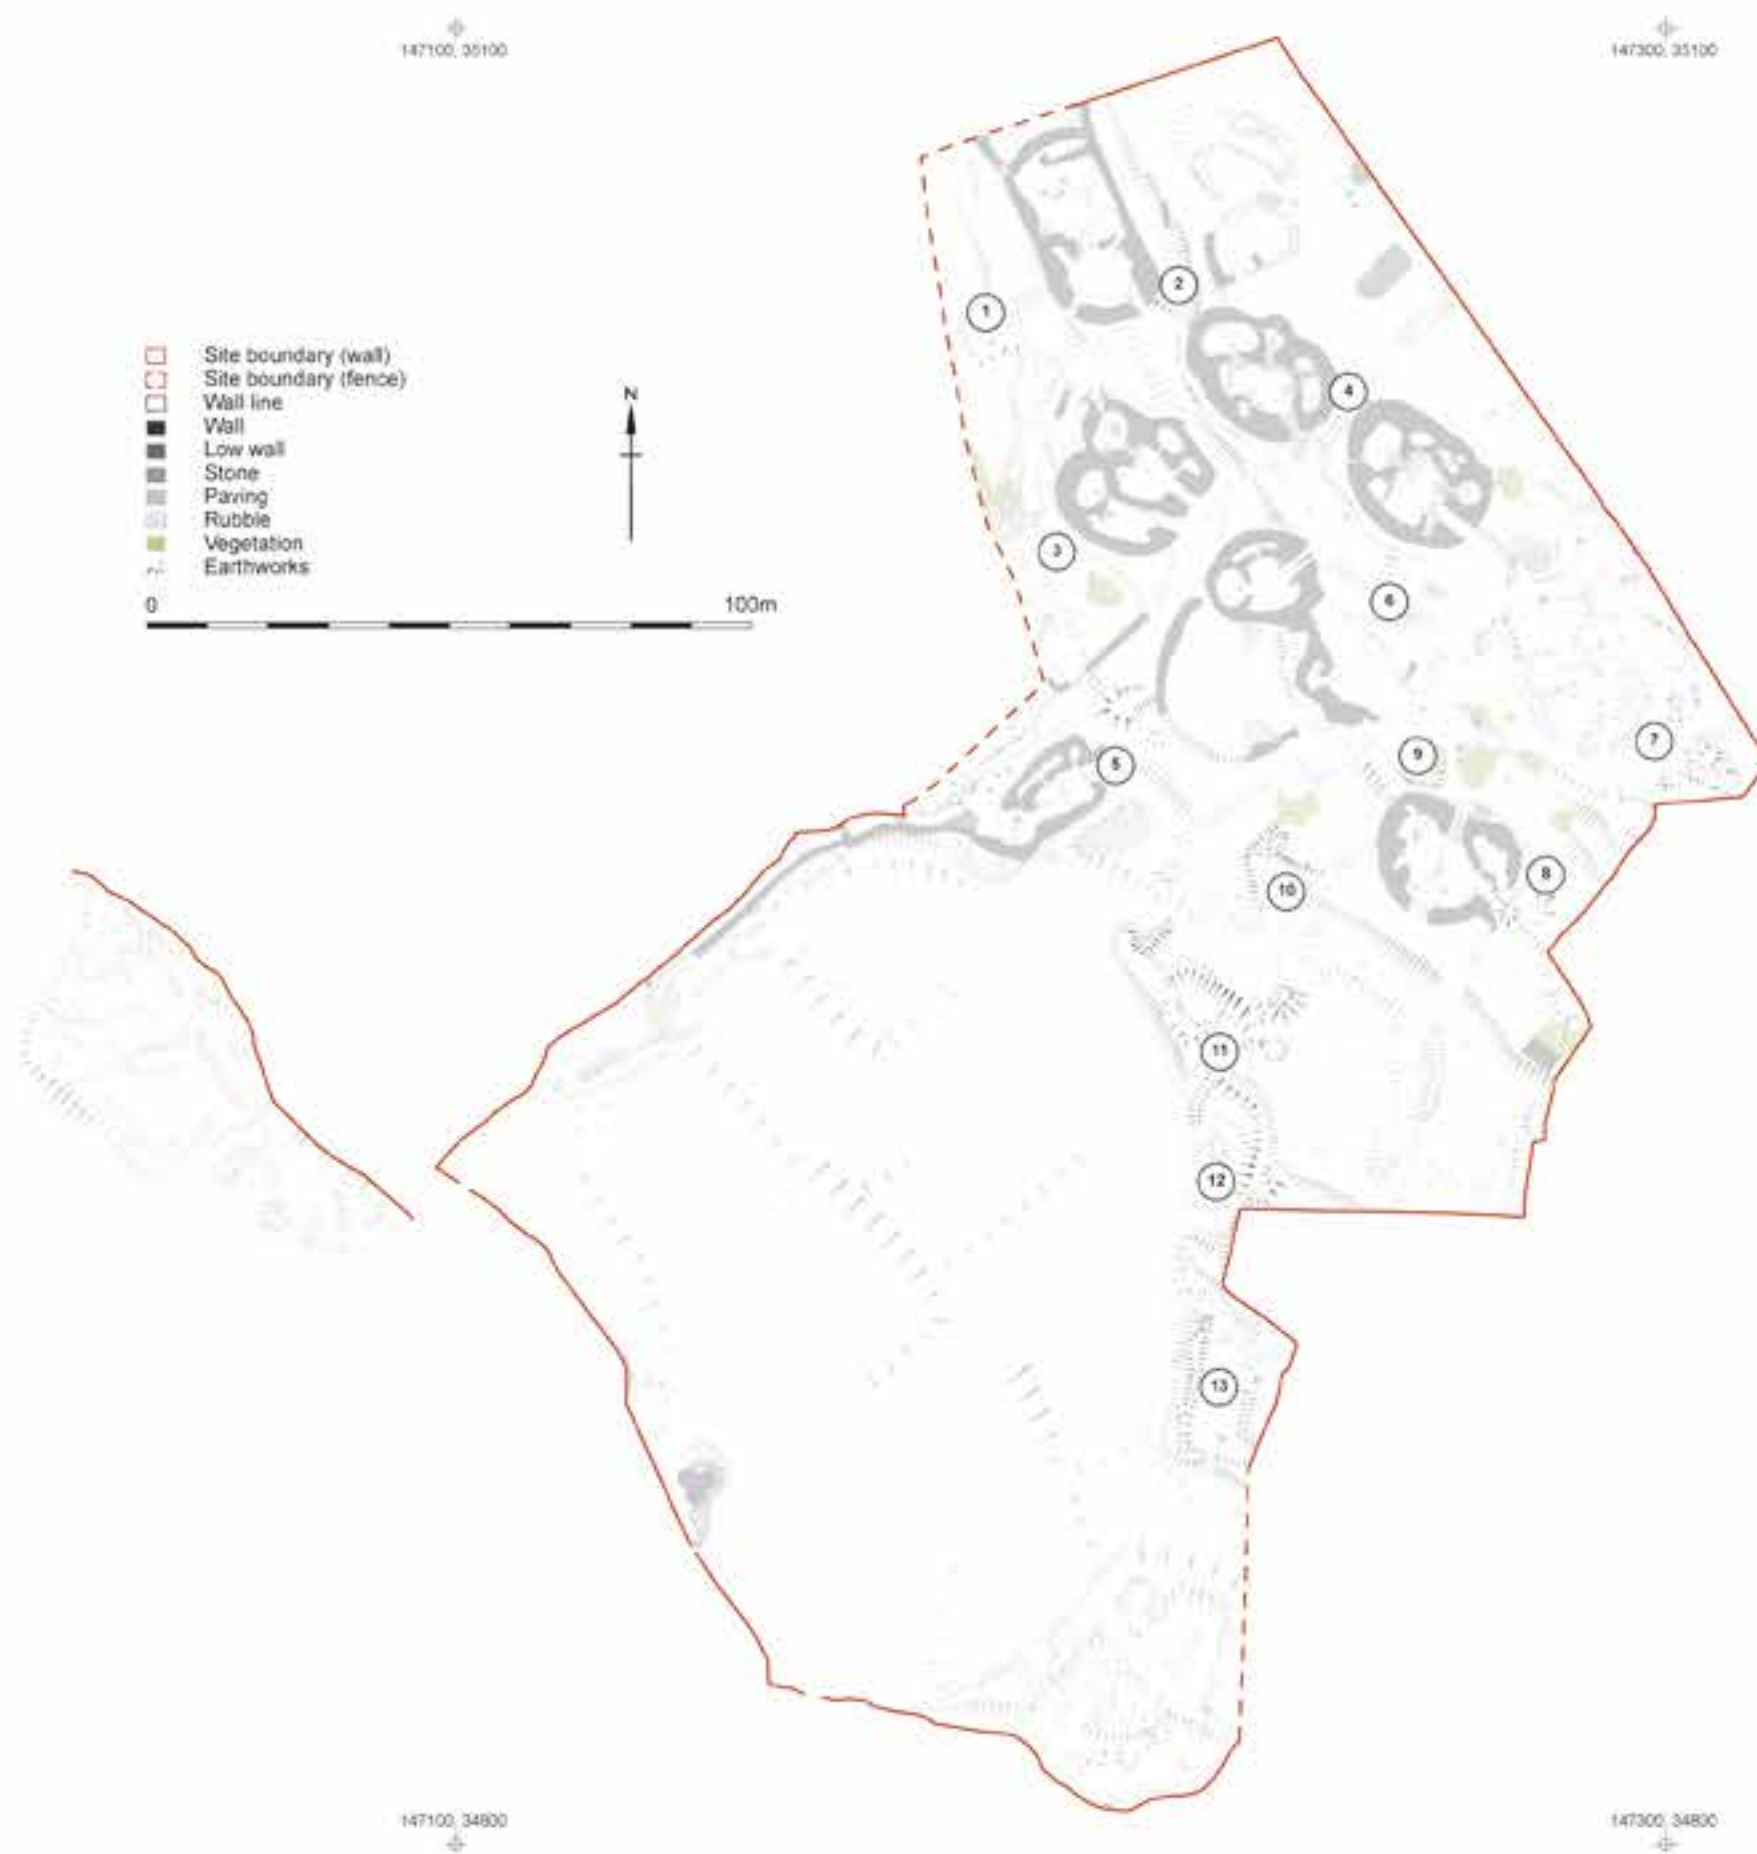 147100, 35100
147300, 35100
Site boundary (wall)
Site boundary (fence)
Wall line
Wall
Low wall
Stone
Paving
Rubble
Vegetation
Earthworks
N
0 100m
1
2
3
4
5
6
7
8
9
10
11
12
13
147100, 34800
147300, 34800